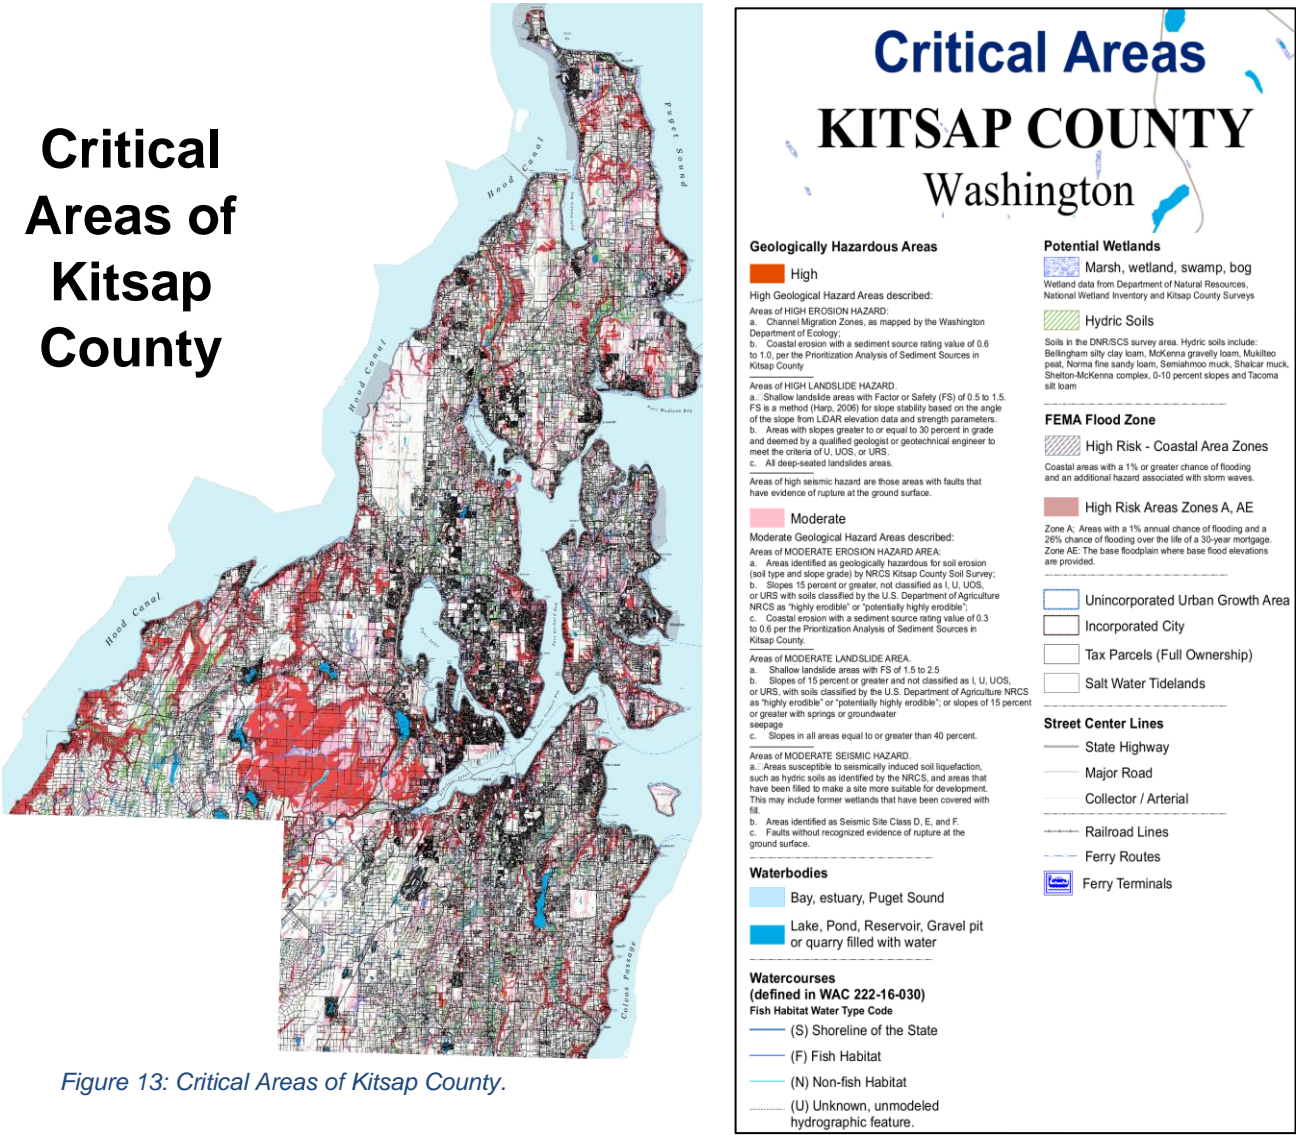 Critical
Areas of
Kitsap
County
Hood Canal
Puget Sound
Hood Canal
Port Madison Bay
Hood Canal
Colvos Passage
Figure 13: Critical Areas of Kitsap County.
Critical Areas
KITSAP COUNTY
Washington
Geologically Hazardous Areas
High
High Geological Hazard Areas described:
Areas of HIGH EROSION HAZARD:
a. Channel Migration Zones, as mapped by the Washington
Department of Ecology;
b. Coastal erosion with a sediment source rating value of 0.6
to 1.0, per the Prioritization Analysis of Sediment Sources in
Kitsap County
Areas of HIGH LANDSLIDE HAZARD.
a.□Shallow landslide areas with Factor or Safety (FS) of 0.5 to 1.5.
FS is a method (Harp, 2006) for slope stability based on the angle
of the slope from LiDAR elevation data and strength parameters.
b. Areas with slopes greater to or equal to 30 percent in grade
and deemed by a qualified geologist or geotechnical engineer to
meet the criteria of U, UOS, or URS.
c. All deep-seated landslides areas.
Areas of high seismic hazard are those areas with faults that
have evidence of rupture at the ground surface.
Moderate
Moderate Geological Hazard Areas described:
Areas of MODERATE EROSION HAZARD AREA:
a. Areas identified as geologically hazardous for soil erosion
(soil type and slope grade) by NRCS Kitsap County Soil Survey;
b. Slopes 15 percent or greater, not classified as I, U, UOS,
or URS with soils classified by the U.S. Department of Agriculture
NRCS as "highly erodible" or "potentially highly erodible";
c. Coastal erosion with a sediment source rating value of 0.3
to 0.6 per the Prioritization Analysis of Sediment Sources in
Kitsap County.
Areas of MODERATE LANDSLIDE AREA.
a. Shallow landslide areas with FS of 1.5 to 2.5
b. Slopes of 15 percent or greater and not classified as I, U, UOS,
or URS, with soils classified by the U.S. Department of Agriculture NRCS
as "highly erodible" or "potentially highly erodible"; or slopes of 15 percent
or greater with springs or groundwater
seepage
c. Slopes in all areas equal to or greater than 40 percent.
Areas of MODERATE SEISMIC HAZARD.
a.□Areas susceptible to seismically induced soil liquefaction,
such as hydric soils as identified by the NRCS, and areas that
have been filled to make a site more suitable for development.
This may include former wetlands that have been covered with
fill.
b. Areas identified as Seismic Site Class D, E, and F.
c. Faults without recognized evidence of rupture at the
ground surface.
Waterbodies
Bay, estuary, Puget Sound
Lake, Pond, Reservoir, Gravel pit
or quarry filled with water
Watercourses
(defined in WAC 222-16-030)
Fish Habitat Water Type Code
(S) Shoreline of the State
(F) Fish Habitat
(N) Non-fish Habitat
(U) Unknown, unmodeled
hydrographic feature.
Potential Wetlands
Marsh, wetland, swamp, bog
Wetland data from Department of Natural Resources,
National Wetland Inventory and Kitsap County Surveys
Hydric Soils
Soils in the DNR/SCS survey area. Hydric soils include:
Bellingham silty clay loam, McKenna gravelly loam, Mukilteo
peat, Norma fine sandy loam, Semiahmoo muck, Shalcar muck,
Shelton-McKenna complex, 0-10 percent slopes and Tacoma
silt loam
FEMA Flood Zone
High Risk - Coastal Area Zones
Coastal areas with a 1% or greater chance of flooding
and an additional hazard associated with storm waves.
High Risk Areas Zones A, AE
Zone A: Areas with a 1% annual chance of flooding and a
26% chance of flooding over the life of a 30-year mortgage.
Zone AE: The base floodplain where base flood elevations
are provided.
Unincorporated Urban Growth Area
Incorporated City
Tax Parcels (Full Ownership)
Salt Water Tidelands
Street Center Lines
State Highway
Major Road
Collector / Arterial
Railroad Lines
Ferry Routes
Ferry Terminals